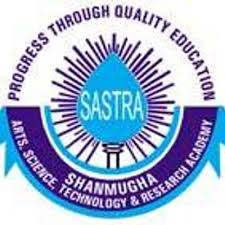 PROGRESS THROUGH QUALITY EDUCATION
SASTRA
SHANMUGHA
ARTS, SCIENCE, TECHNOLOGY & RESEARCH ACADEMY